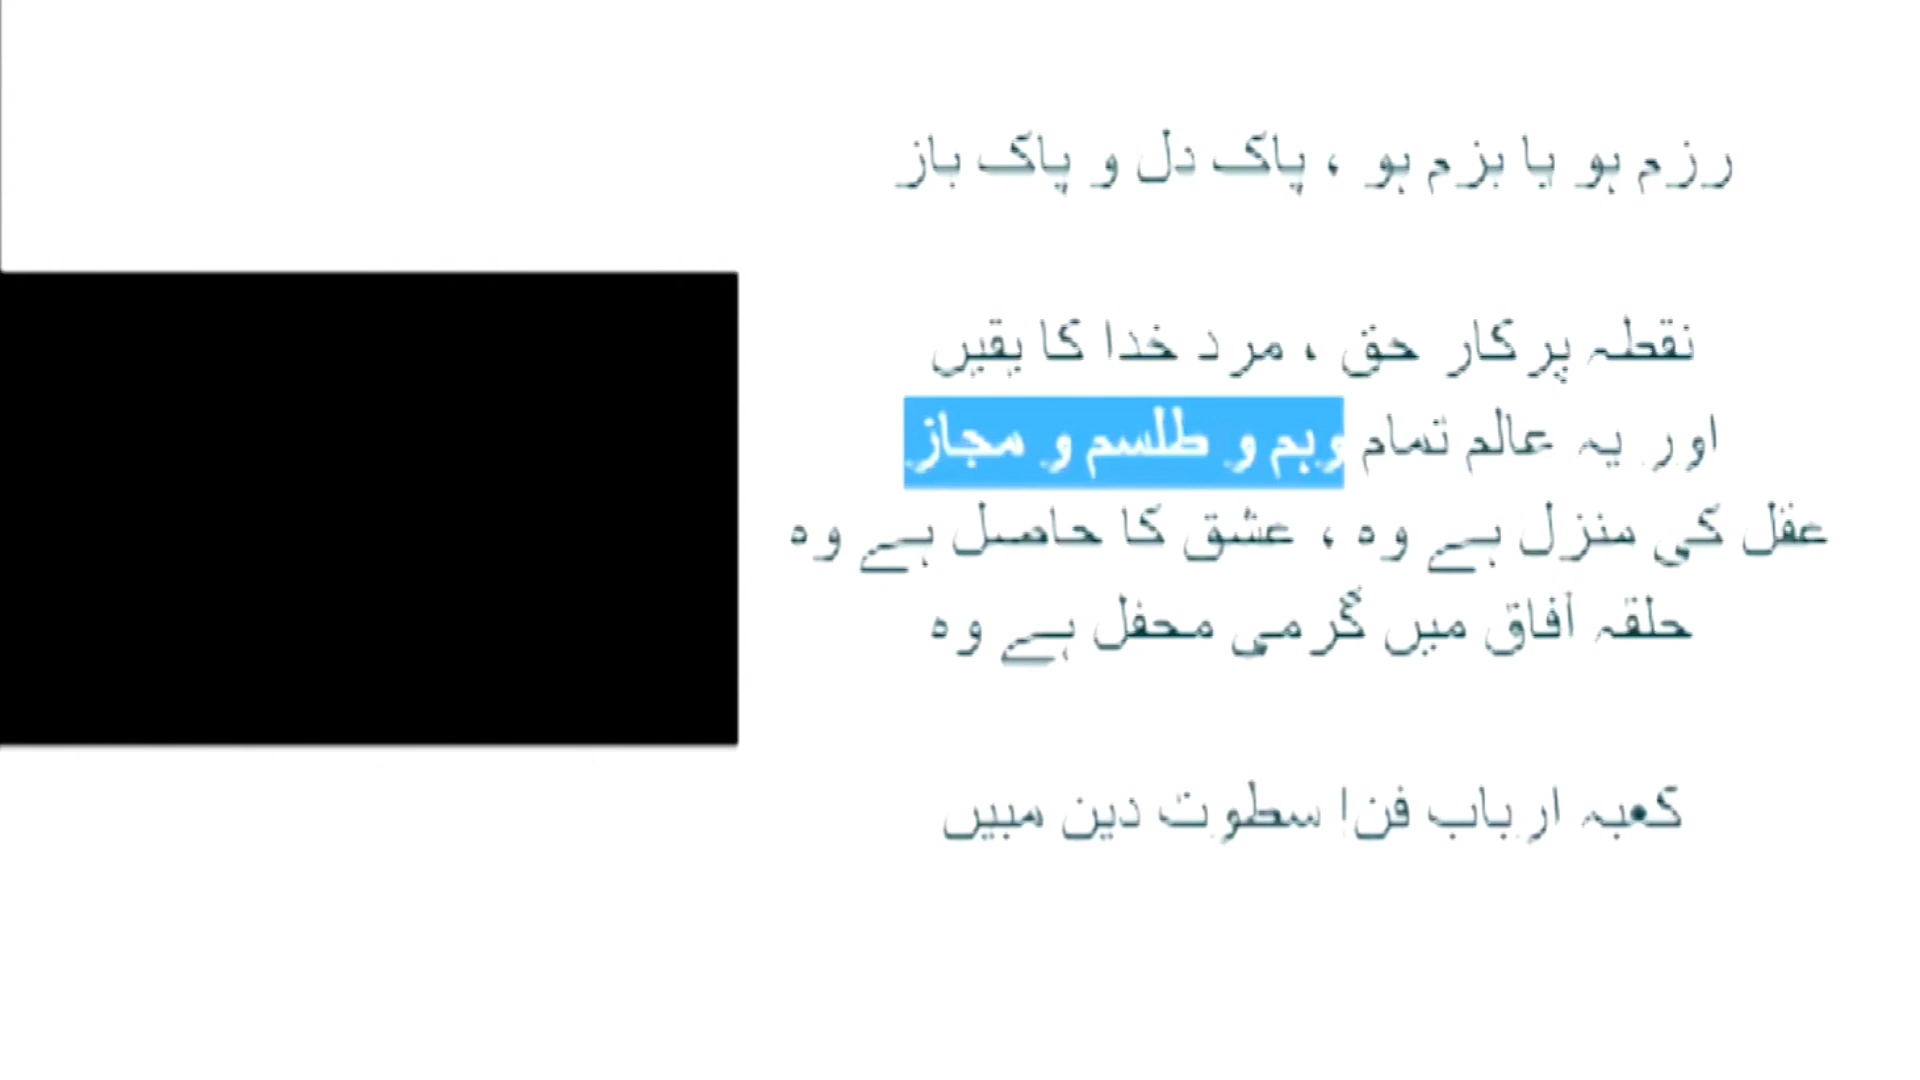 رزم ہو یا بزم ہو ، پاک دل و پاک باز
نقطہ پرکار حق ، مرد خدا کا یقیں
اور یہ عالم تمام وہم و طلسم و مجاز
عقل کی منزل ہے وہ ، عشق کا حاصل ہے وہ
حلقہ آفاق میں گرمی محفل ہے وہ
کعبہ ارباب فن! سطوت دین مبیں